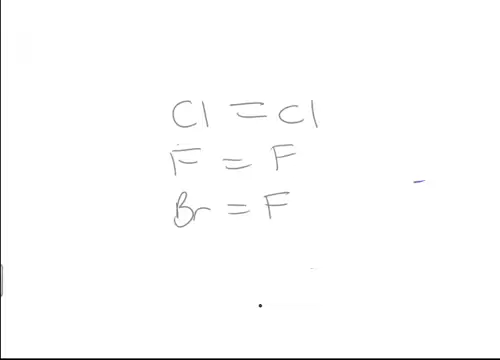 Cl = Cl
F = F
Br = F